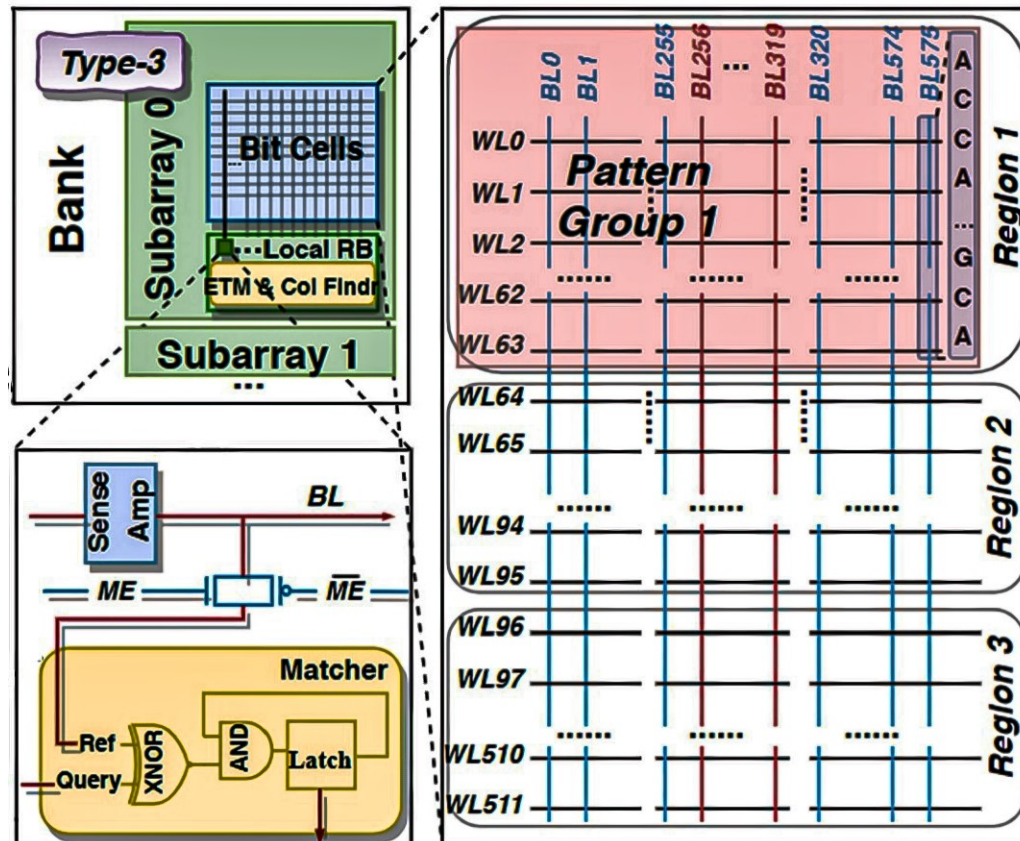 Type-3
Bank
Subarray 0
Bit Cells
...Local RB
ETM & Col Findr
Subarray 1
...
Sense
Amp
BL
ME
ME
Matcher
Ref
Query
XNOR
AND
Latch
BL0
BL1
BL255
BL256
...
BL319
BL320
BL574
BL575
WL0
WL1
WL2
WL62
WL63
Pattern
Group 1
A
C
C
A
...
G
C
A
Region 1
WL64
WL65
WL94
WL95
Region 2
WL96
WL97
WL510
WL511
Region 3